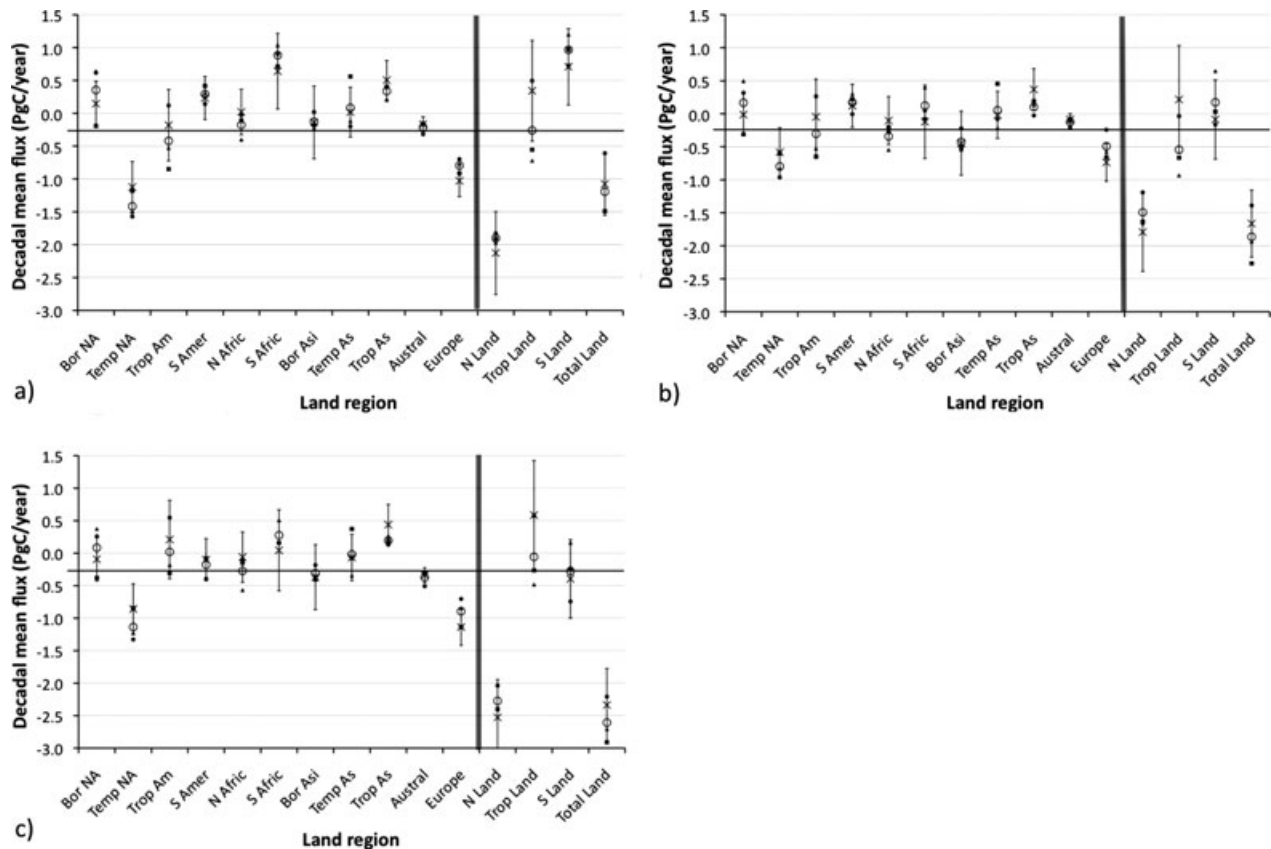 Decadal mean flux (PgC/year)
1.5
1.0
0.5
0.0
-0.5
-1.0
-1.5
-2.0
-2.5
-3.0
Bor NA
Temp NA
Trop Am
S Amer
N Afric
S Afric
Bor Asi
Temp As
Trop As
Austral
Europe
N Land
Trop Land
S Land
Total Land
a)
Land region
Decadal mean flux (PgC/year)
1.5
1.0
0.5
0.0
-0.5
-1.0
-1.5
-2.0
-2.5
-3.0
Bor NA
Temp NA
Trop Am
S Amer
N Afric
S Afric
Bor Asi
Temp As
Trop As
Austral
Europe
N Land
Trop Land
S Land
Total Land
b)
Land region
Decadal mean flux (PgC/year)
1.5
1.0
0.5
0.0
-0.5
-1.0
-1.5
-2.0
-2.5
-3.0
Bor NA
Temp NA
Trop Am
S Amer
N Afric
S Afric
Bor Asi
Temp As
Trop As
Austral
Europe
N Land
Trop Land
S Land
Total Land
c)
Land region